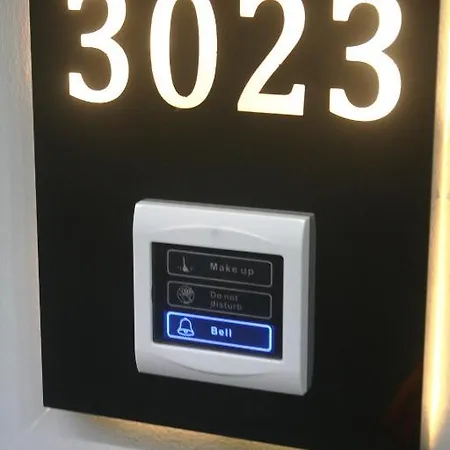 3023
Make up
Do not
disturb
Bell